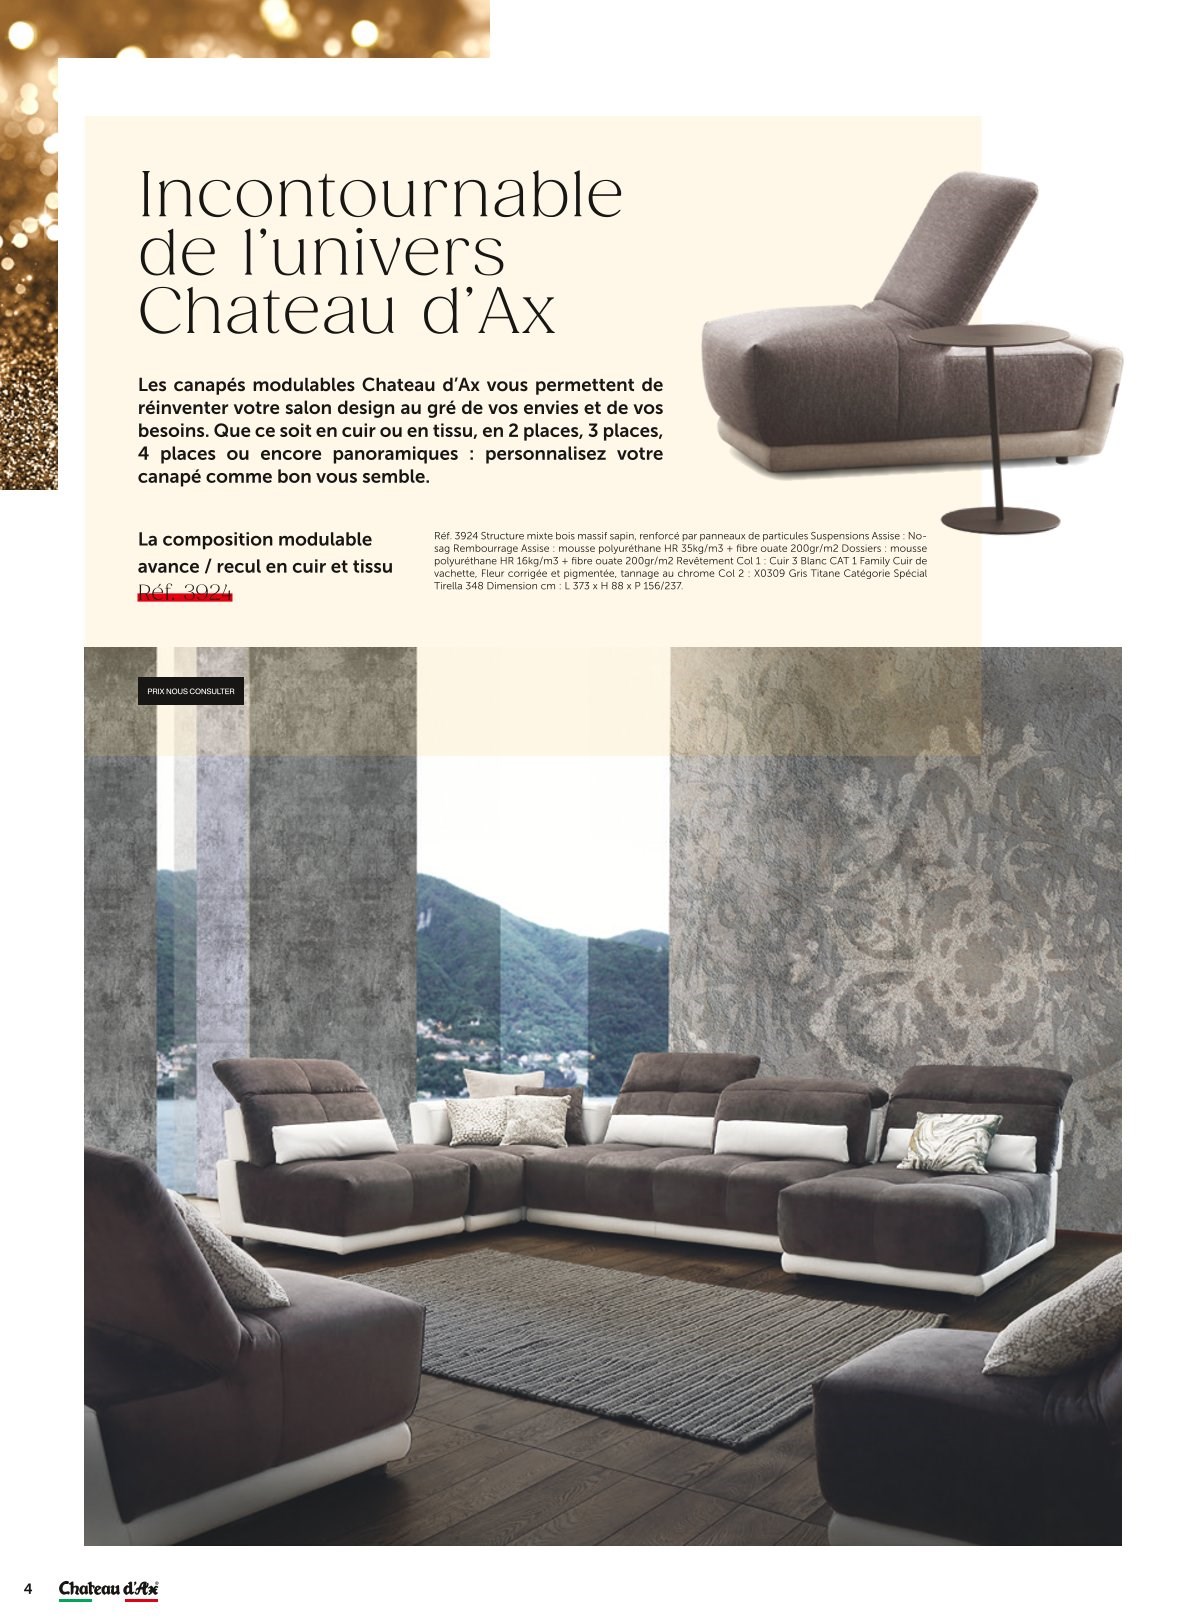 Incontournable
de l'univers
Chateau d'Ax
Les canapés modulables Chateau d'Ax vous permettent de
réinventer votre salon design au gré de vos envies et de vos
besoins. Que ce soit en cuir ou en tissu, en 2 places, 3 places,
4 places ou encore panoramiques : personnalisez votre
canapé comme bon vous semble.
La composition modulable
avance / recul en cuir et tissu
Réf. 3924
Réf. 3924 Structure mixte bois massif sapin, renforcé par panneaux de particules Suspensions Assise : No-
sag Rembourrage Assise : mousse polyuréthane HR 35kg/m3 + fibre ouate 200gr/m2 Dossiers : mousse
polyuréthane HR 16kg/m3 + fibre ouate 200gr/m2 Revêtement Col 1 : Cuir 3 Blanc CAT 1 Family Cuir de
vachette, Fleur corrigée et pigmentée, tannage au chrome Col 2 : X0309 Gris Titane Catégorie Spécial
Tirella 348 Dimension cm : L 373 x H 88 x P 156/237.
PRIX NOUS CONSULTER
4 Chateau d'Ax